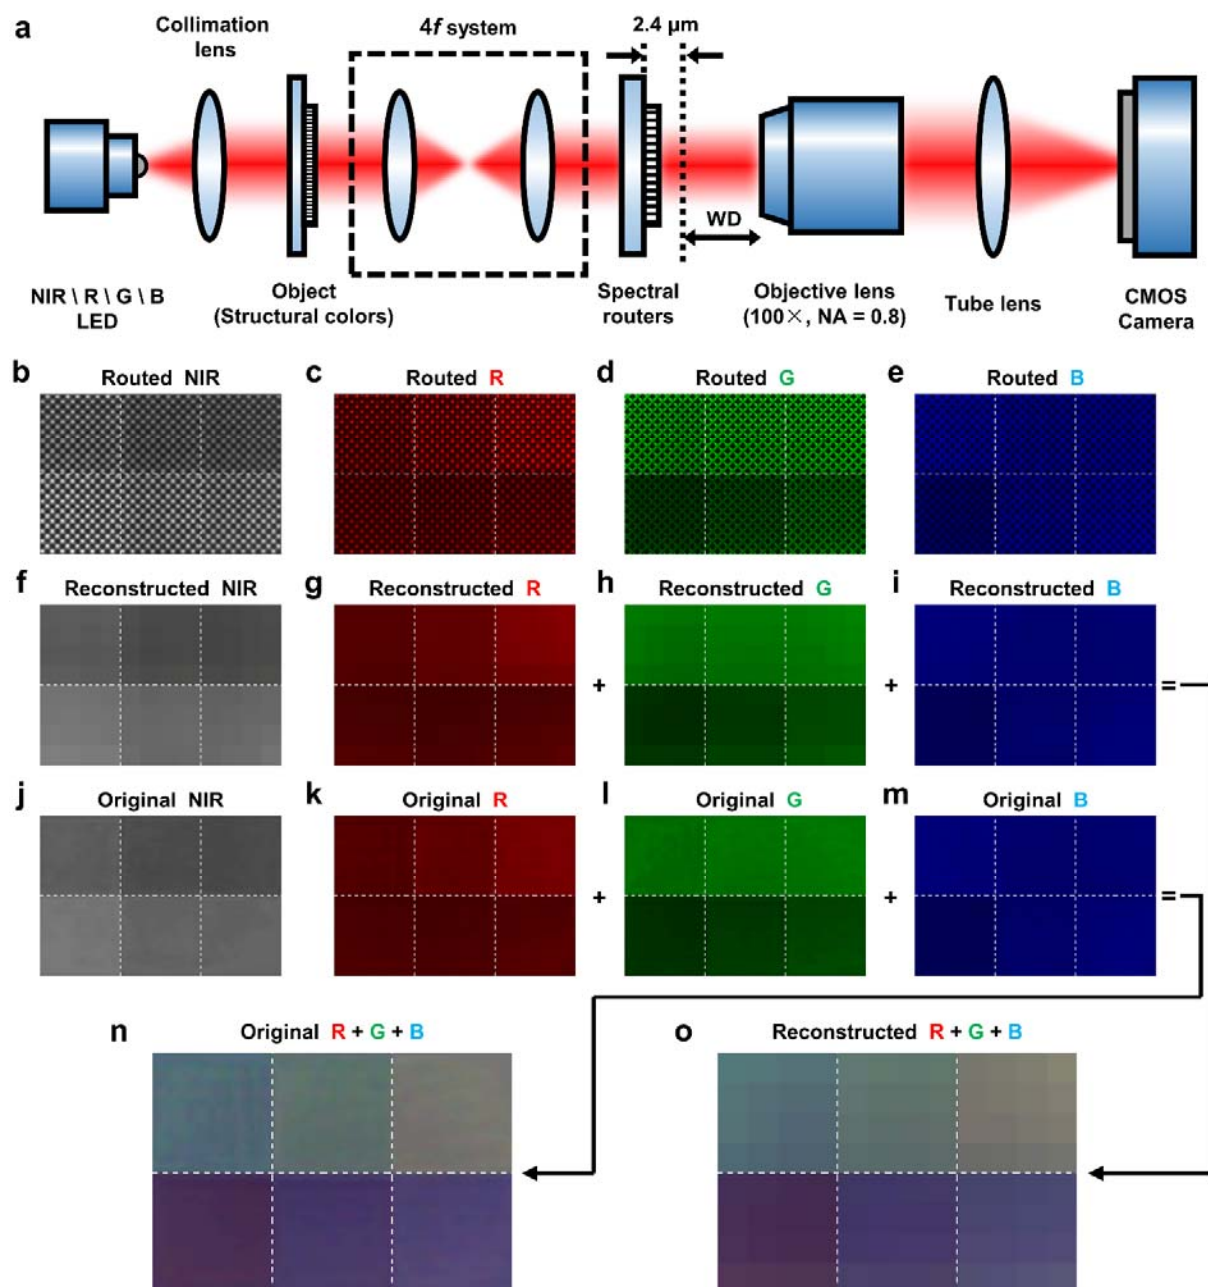 a
Collimation
lens
4f system
2.4 µm
WD
NIR \ R \ G \ B
LED
Object
(Structural colors)
Spectral
routers
Objective lens
(100×, NA = 0.8)
Tube lens
CMOS
Camera
b Routed NIR
c Routed R
d Routed G
e Routed B
f Reconstructed NIR
g Reconstructed R
h Reconstructed G
i Reconstructed B
+
+
=
j Original NIR
k Original R
l Original G
m Original B
+
+
=
n Original R + G + B
o Reconstructed R + G + B